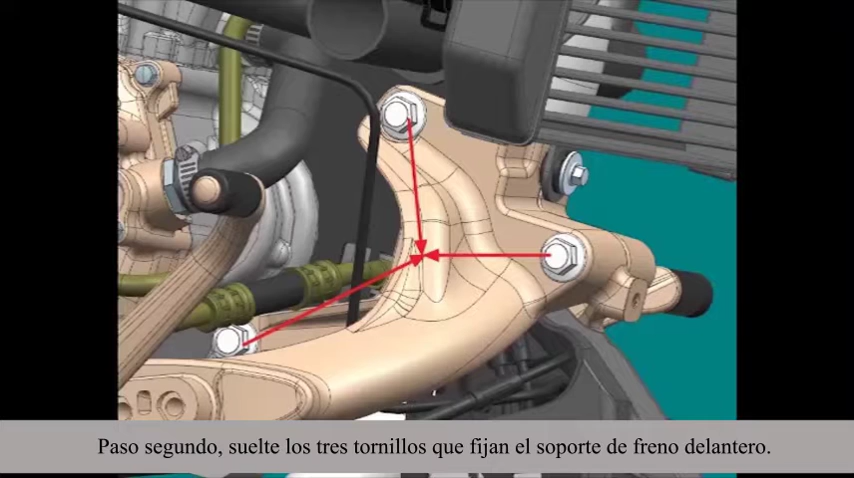 Paso segundo, suelte los tres tornillos que fijan el soporte de freno delantero.